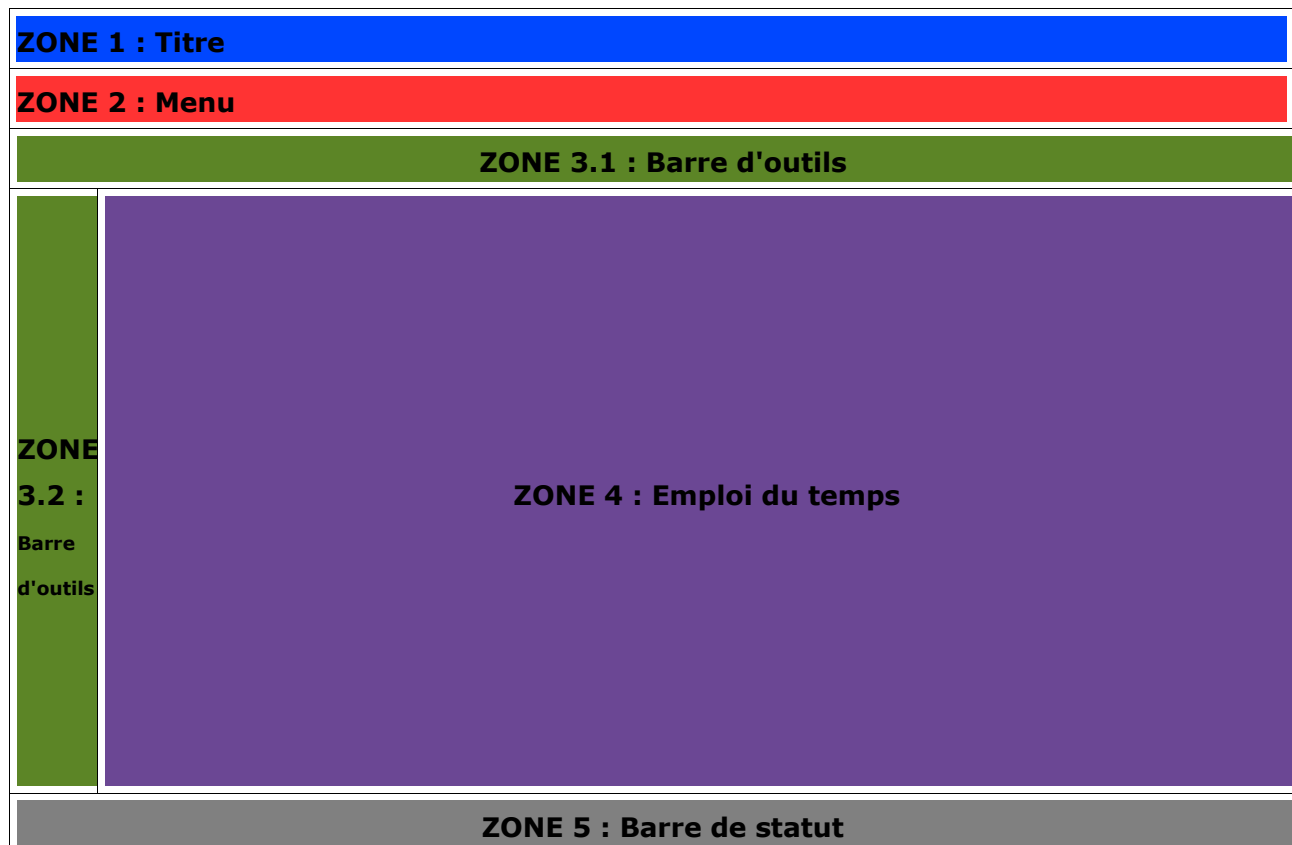 ZONE 1 : Titre
ZONE 2 : Menu
ZONE 3.1 : Barre d'outils
ZONE
3.2 :
Barre
d'outils
ZONE 4 : Emploi du temps
ZONE 5 : Barre de statut